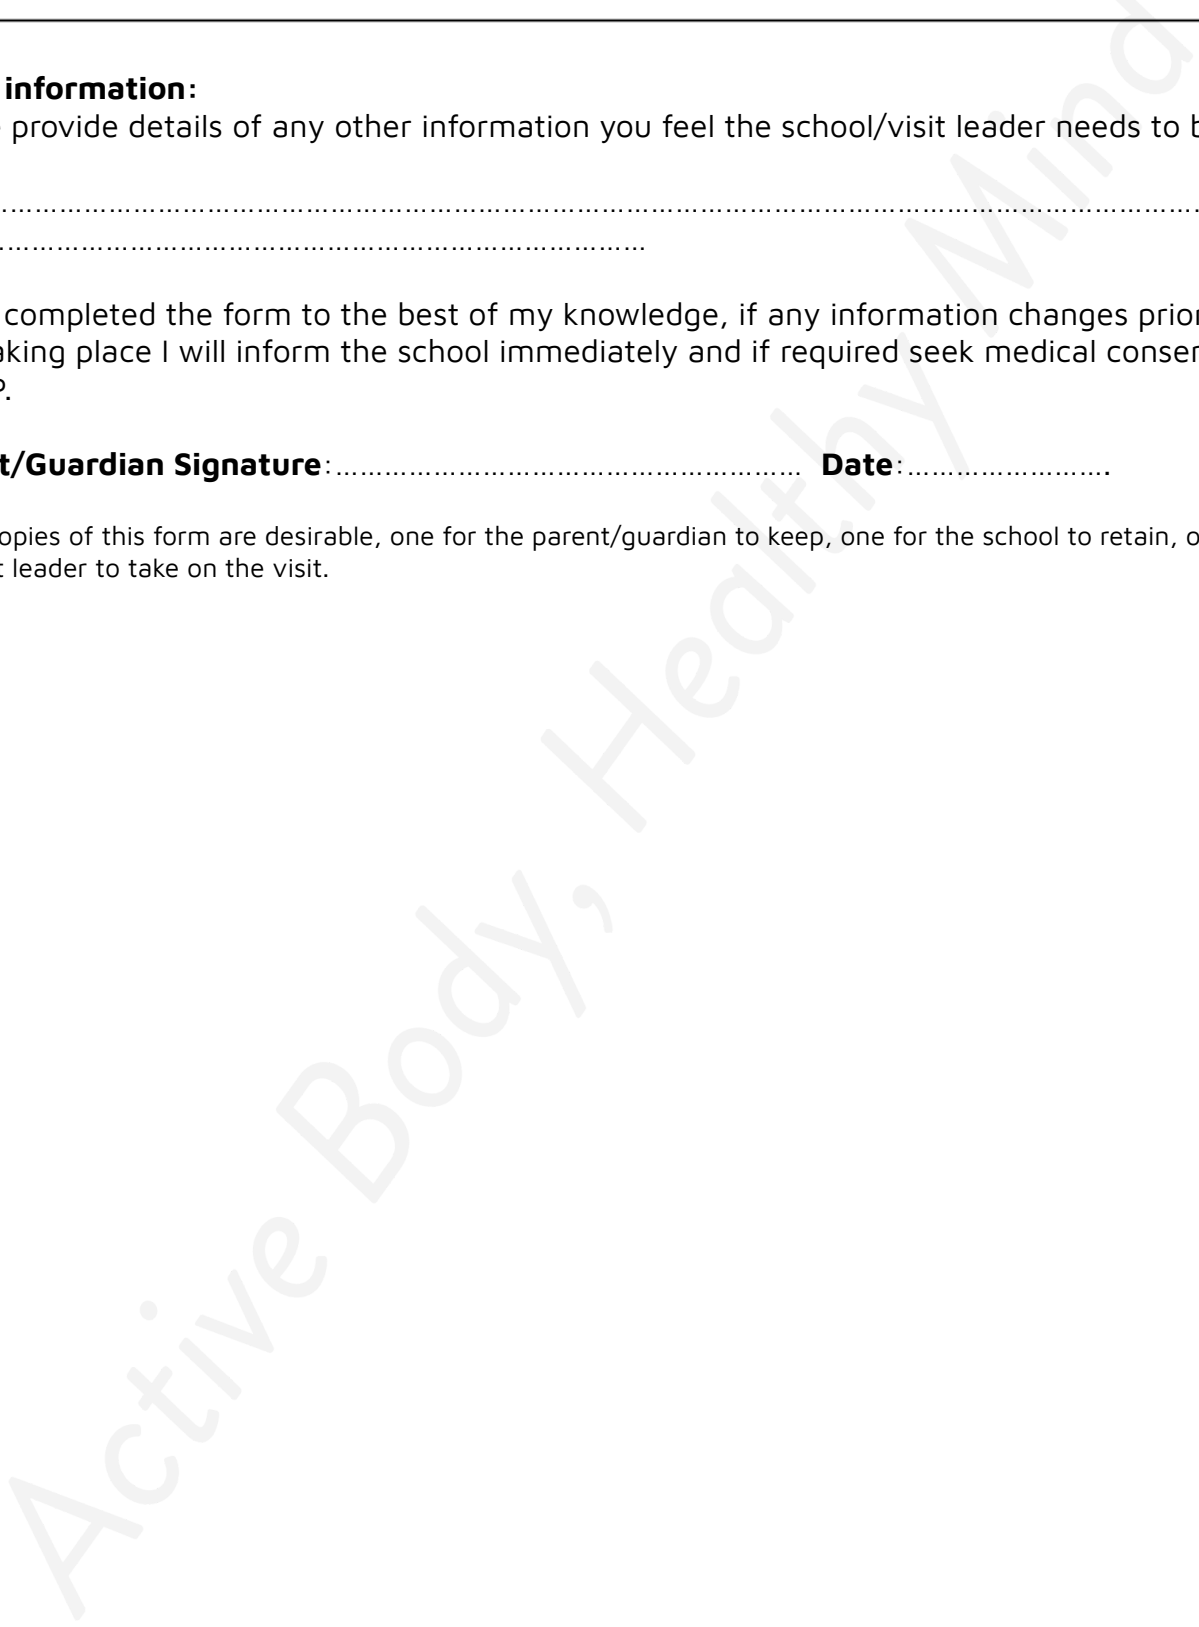 information:
provide details of any other information you feel the school/visit leader needs to b
…………………………………………………………………………………………………………………………………
……………………………………………………………………
completed the form to the best of my knowledge, if any information changes prior
aking place I will inform the school immediately and if required seek medical consen
P.
t/Guardian Signature:………………………………………………… Date:…………………….
opies of this form are desirable, one for the parent/guardian to keep, one for the school to retain, o
t leader to take on the visit.
Active Body, Healthy Mind